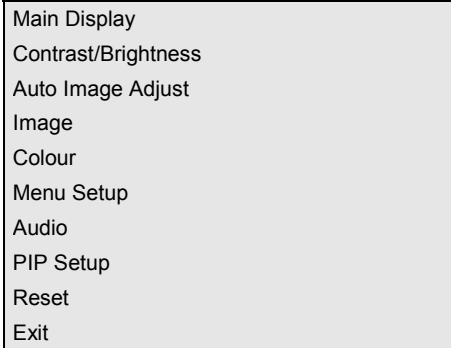 Main Display
Contrast/Brightness
Auto Image Adjust
Image
Colour
Menu Setup
Audio
PIP Setup
Reset
Exit